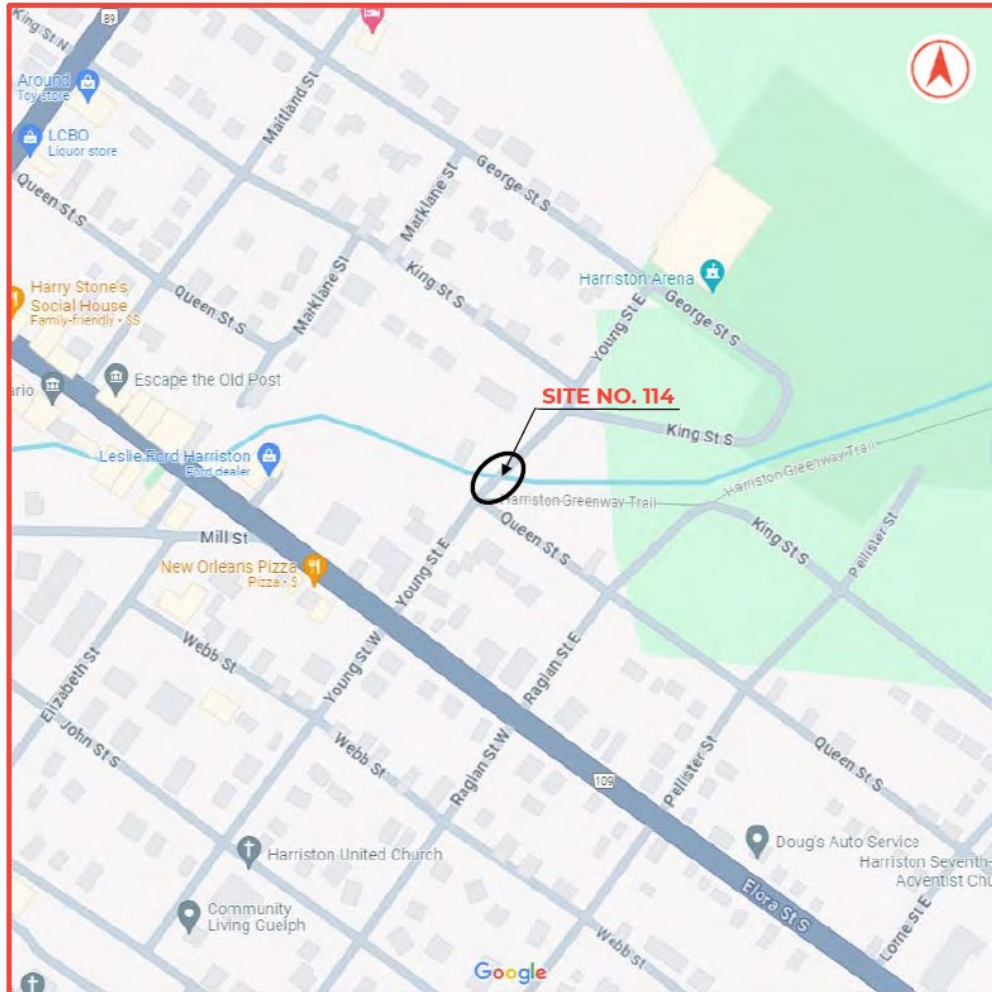 89
King St N
Around
Toy store
LCBO
Liquor store
Maitland St
Queen St S
Marklane St
George St S
Harriston Arena
King St S
Marklane St
Queen St S
Young St E
George St S
Harry Stone's
Social House
Family-friendly · $$
ario
Escape the Old Post
SITE NO. 114
King St S
Leslie Ford Harriston
Ford dealer
Harriston Greenway Trail
Harriston Greenway Trail
Mill St
Queen St S
King St S
Pellister St
New Orleans Pizza
Pizza · $
Young St E
Webb St
Young St W
Raglan St E
Elizabeth St
John St S
Webb St
Raglan St W
Pellister St
Queen St S
109
Doug's Auto Service
Harriston United Church
Harriston Seventh-
Adventist Chu
Elora St S
Community
Living Guelph
Lorne St E
Webb St
Google